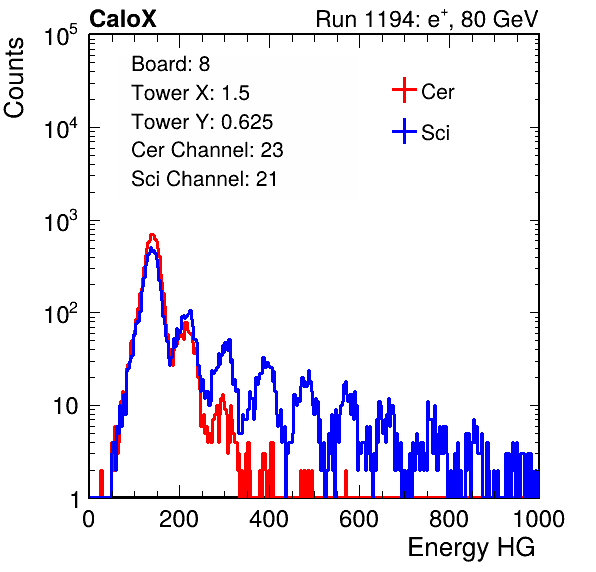 CaloX Run 1194: e⁺, 80 GeV
Board: 8
Tower X: 1.5
Tower Y: 0.625
Cer Channel: 23
Sci Channel: 21
Cer
Sci
Counts
10⁵
10⁴
10³
10²
10
1
0 200 400 600 800 1000
Energy HG